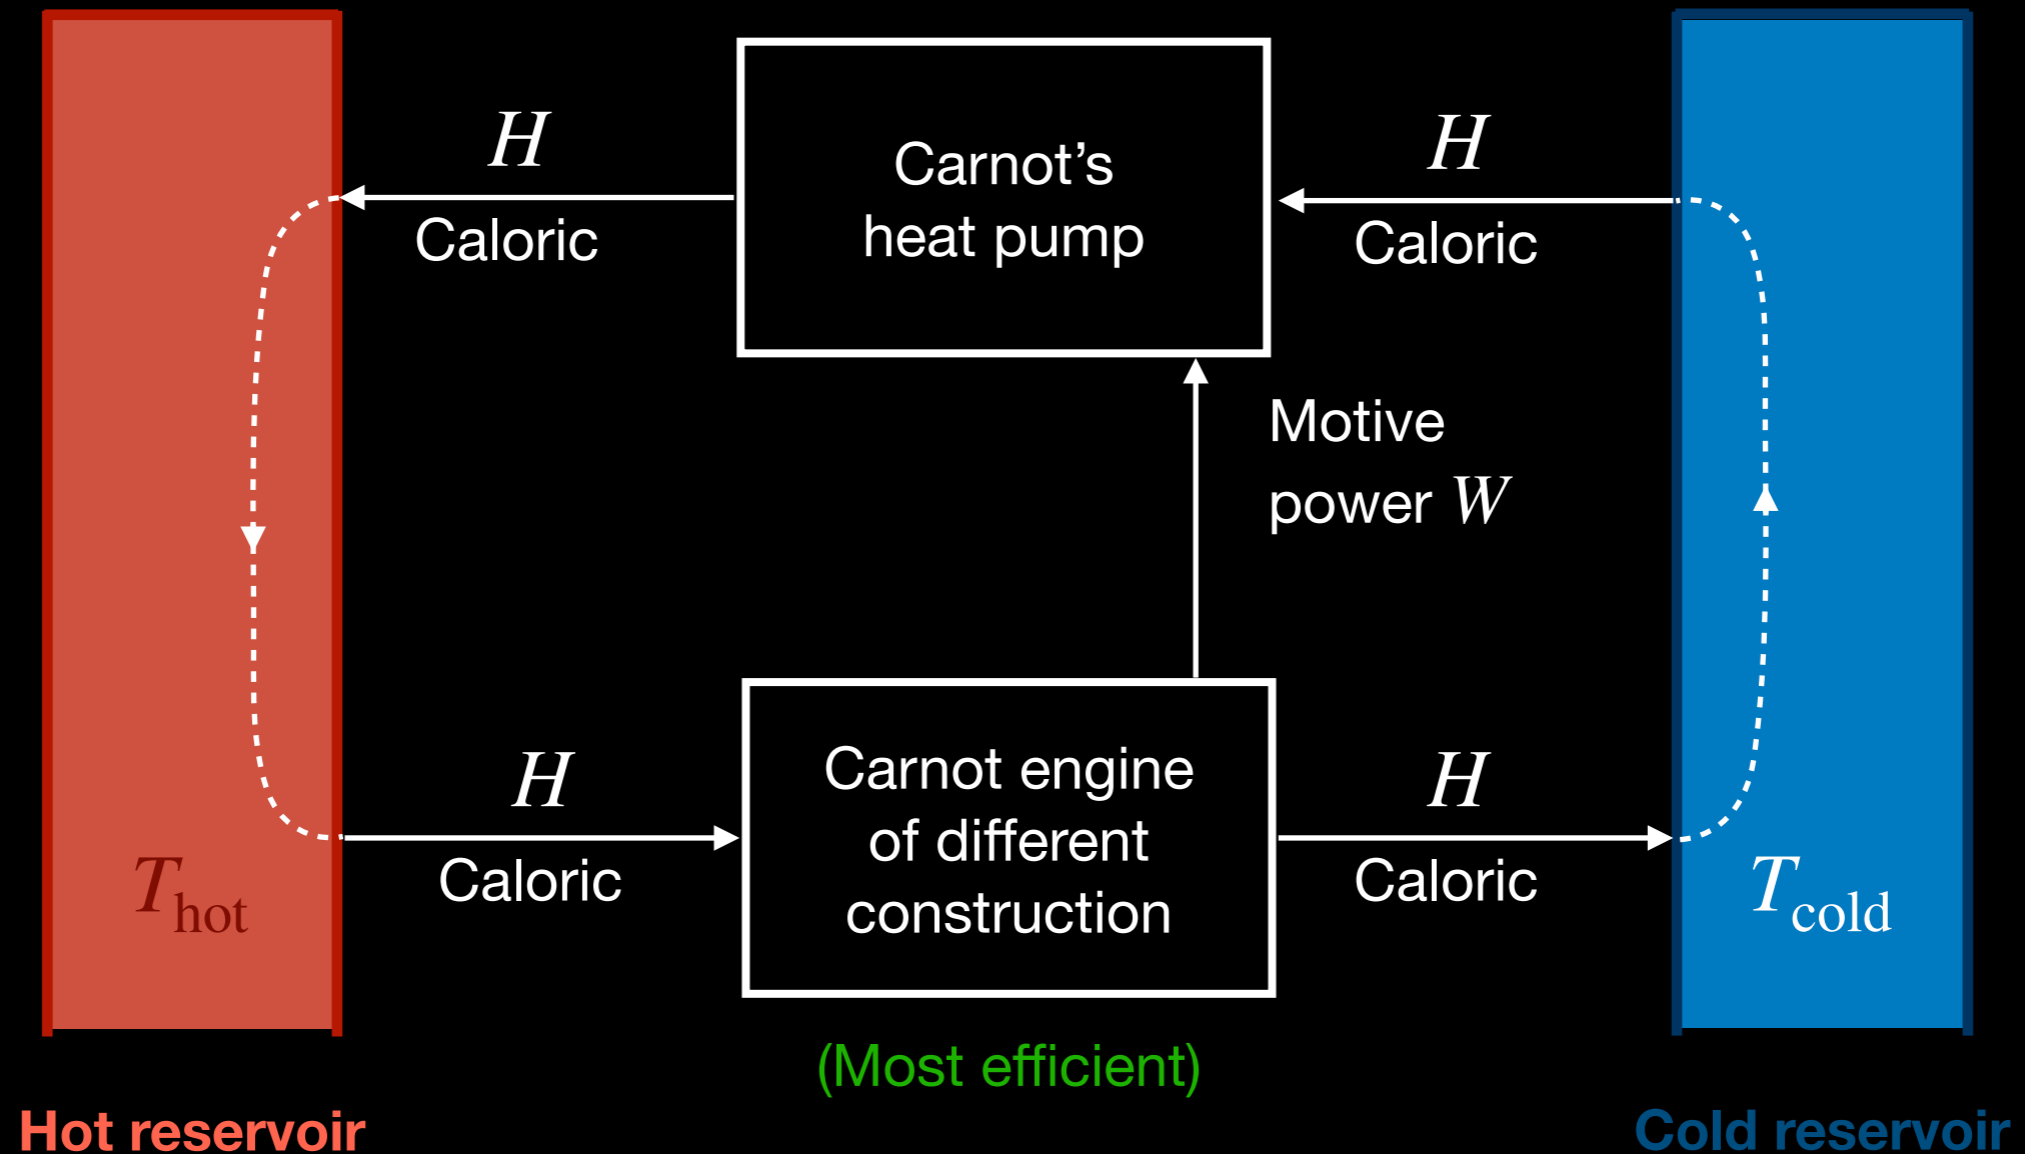 H
Caloric
Carnot’s
heat pump
H
Caloric
Motive
power W
H
Caloric
Carnot engine
of different
construction
H
Caloric
T_hot
T_cold
(Most efficient)
Hot reservoir
Cold reservoir